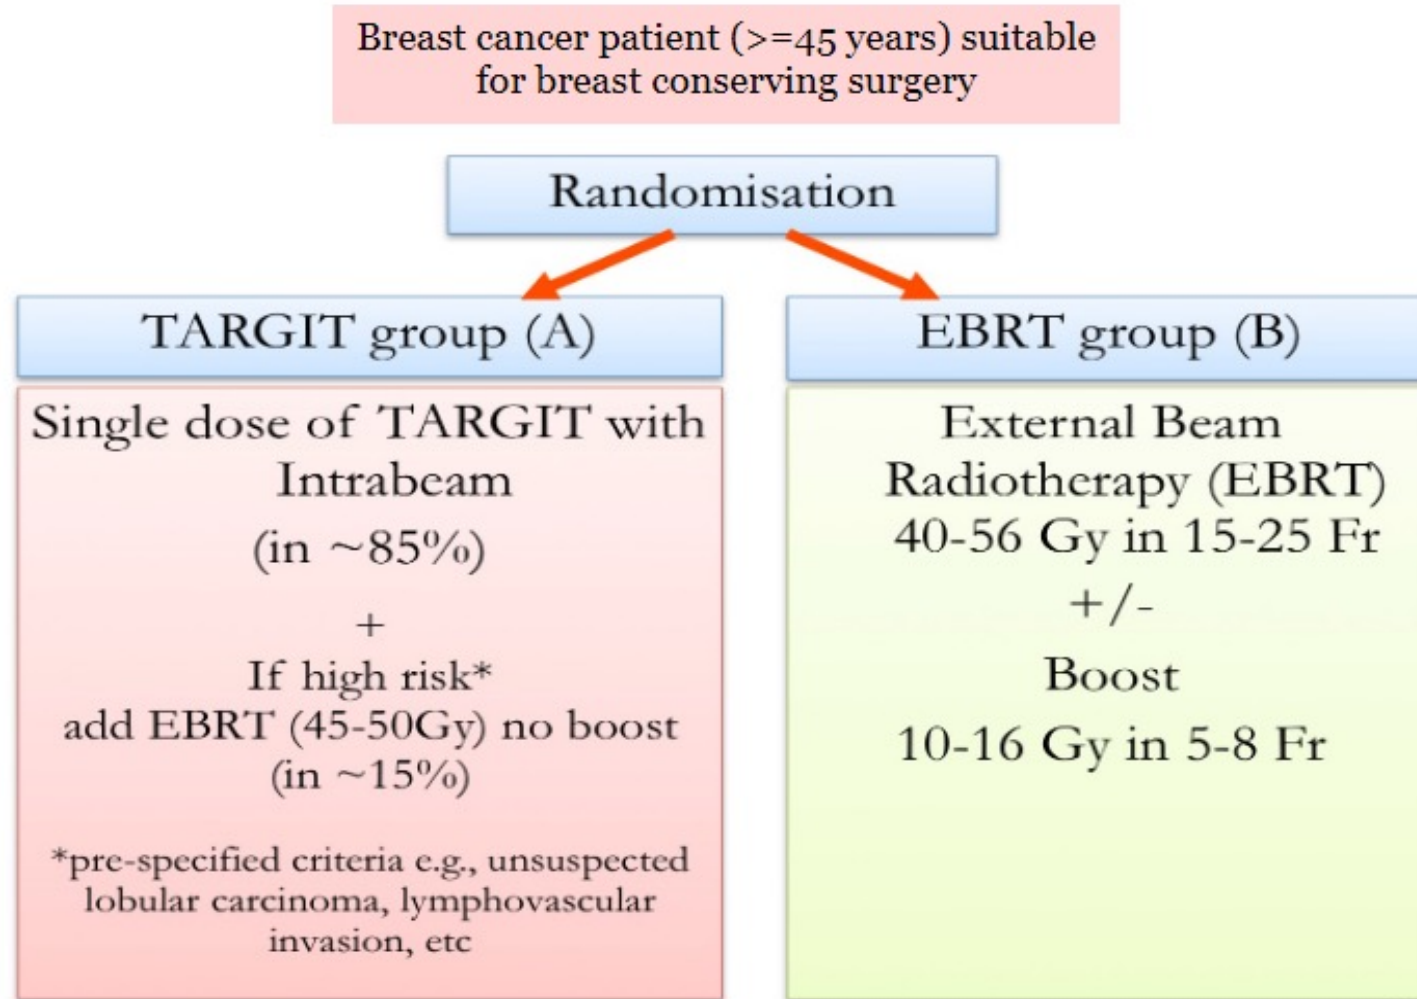 Breast cancer patient (>=45 years) suitable
for breast conserving surgery
Randomisation
TARGIT group (A)
Single dose of TARGIT with
Intrabeam
(in ~85%)
+
If high risk*
add EBRT (45-50Gy) no boost
(in ~15%)
*pre-specified criteria e.g., unsuspected
lobular carcinoma, lymphovascular
invasion, etc
EBRT group (B)
External Beam
Radiotherapy (EBRT)
40-56 Gy in 15-25 Fr
+/-
Boost
10-16 Gy in 5-8 Fr